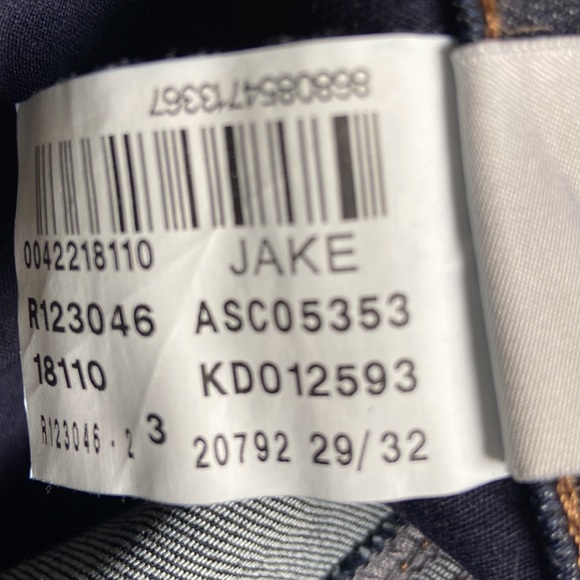 8680854713367
0042218110 JAKE
R123046 ASC05353
18110 KD012593
R123046 - 2 3 20792 29/32